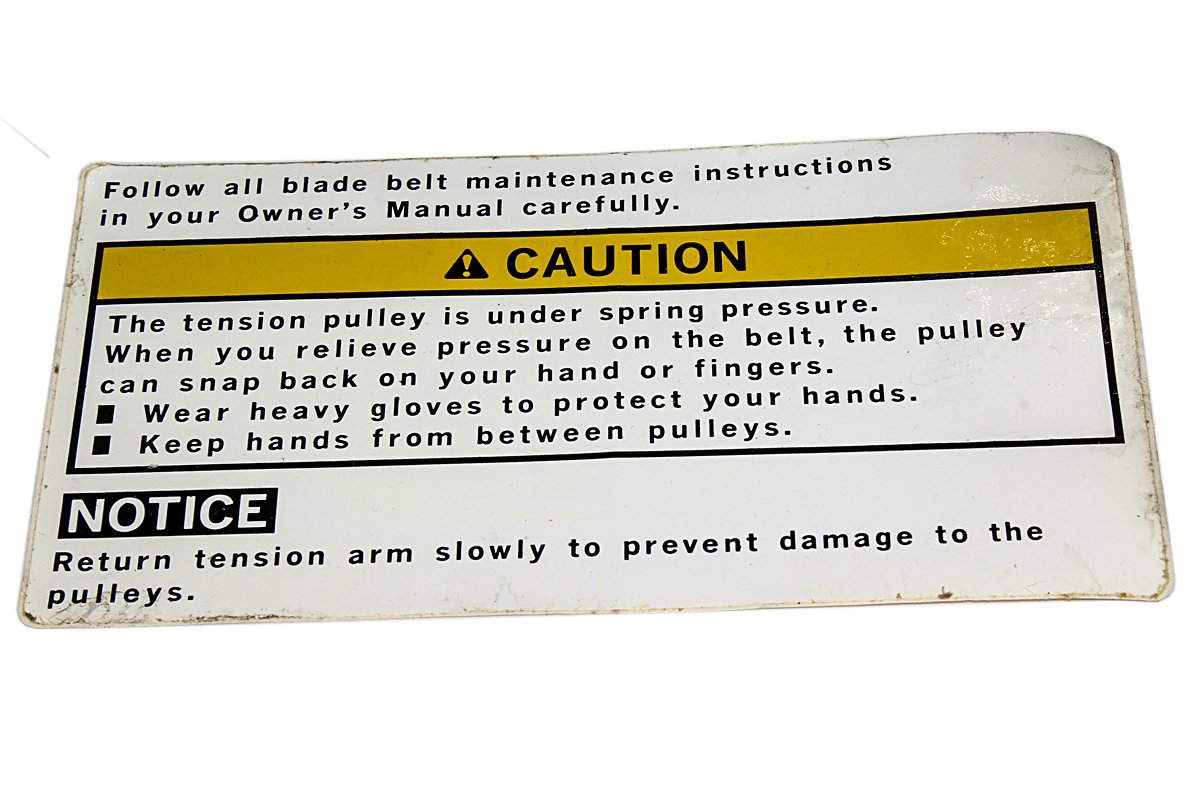 Follow all blade belt maintenance instructions
in your Owner's Manual carefully.
CAUTION
The tension pulley is under spring pressure.
When you relieve pressure on the belt, the pulley
can snap back on your hand or fingers.
■ Wear heavy gloves to protect your hands.
■ Keep hands from between pulleys.
NOTICE
Return tension arm slowly to prevent damage to the
pulleys.